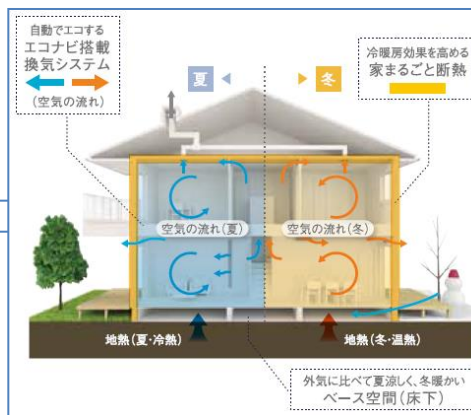 自動でエコする
エコナビ搭載
換気システム
(空気の流れ)
夏
冬
冷暖房効果を高める
家まるごと断熱
空気の流れ(夏)
空気の流れ(冬)
地熱(夏・冷熱)
地熱(冬・温熱)
外気に比べて夏涼しく、冬暖かい
ベース空間(床下)